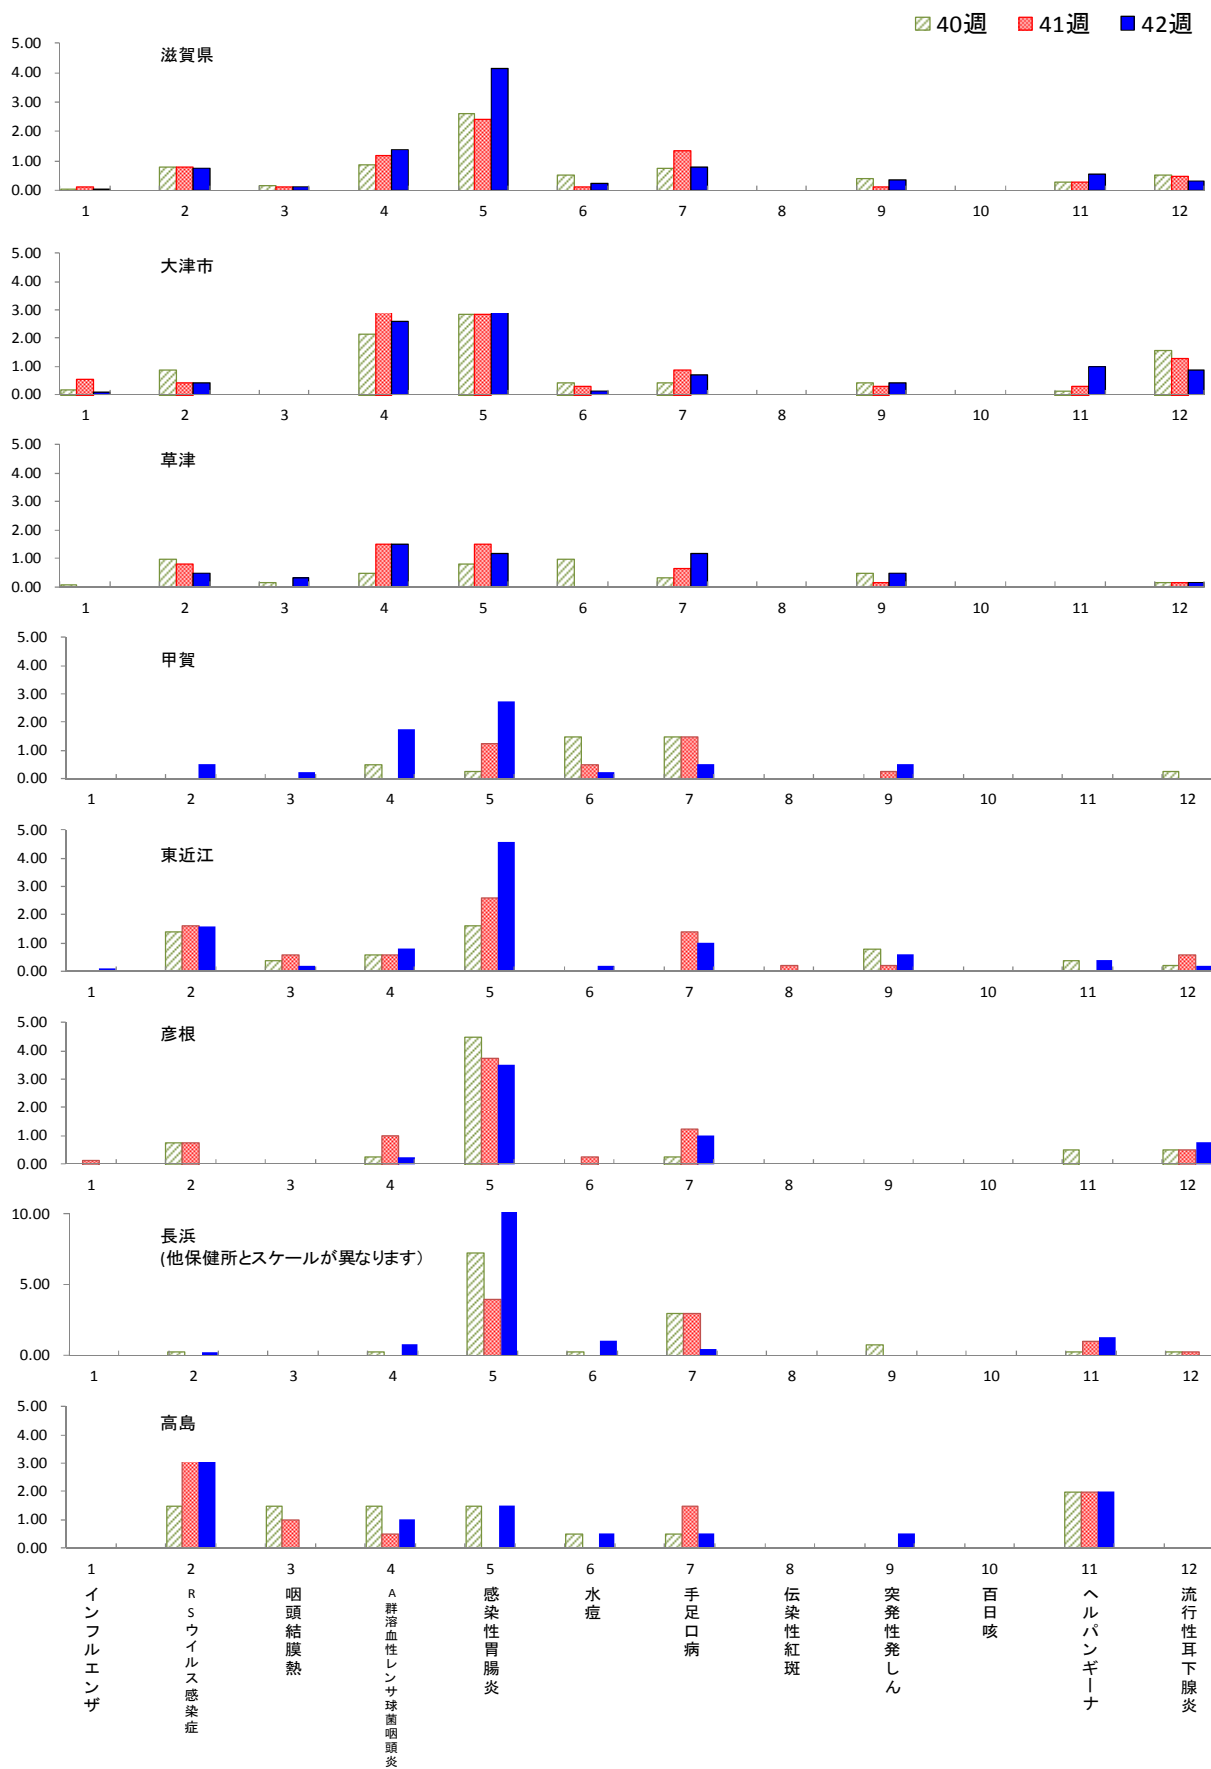 40週 41週 42週
滋賀県
5.00
4.00
3.00
2.00
1.00
0.00
1 2 3 4 5 6 7 8 9 10 11 12
大津市
5.00
4.00
3.00
2.00
1.00
0.00
1 2 3 4 5 6 7 8 9 10 11 12
草津
5.00
4.00
3.00
2.00
1.00
0.00
1 2 3 4 5 6 7 8 9 10 11 12
甲賀
5.00
4.00
3.00
2.00
1.00
0.00
1 2 3 4 5 6 7 8 9 10 11 12
東近江
5.00
4.00
3.00
2.00
1.00
0.00
1 2 3 4 5 6 7 8 9 10 11 12
彦根
5.00
4.00
3.00
2.00
1.00
0.00
1 2 3 4 5 6 7 8 9 10 11 12
長浜
(他保健所とスケールが異なります）
10.00
5.00
0.00
1 2 3 4 5 6 7 8 9 10 11 12
高島
5.00
4.00
3.00
2.00
1.00
0.00
1 2 3 4 5 6 7 8 9 10 11 12
インフルエンザ
RSウイルス感染症
咽頭結膜熱
A群溶血性レンサ球菌咽頭炎
感染性胃腸炎
水痘
手足口病
伝染性紅斑
突発性発しん
百日咳
ヘルパンギーナ
流行性耳下腺炎